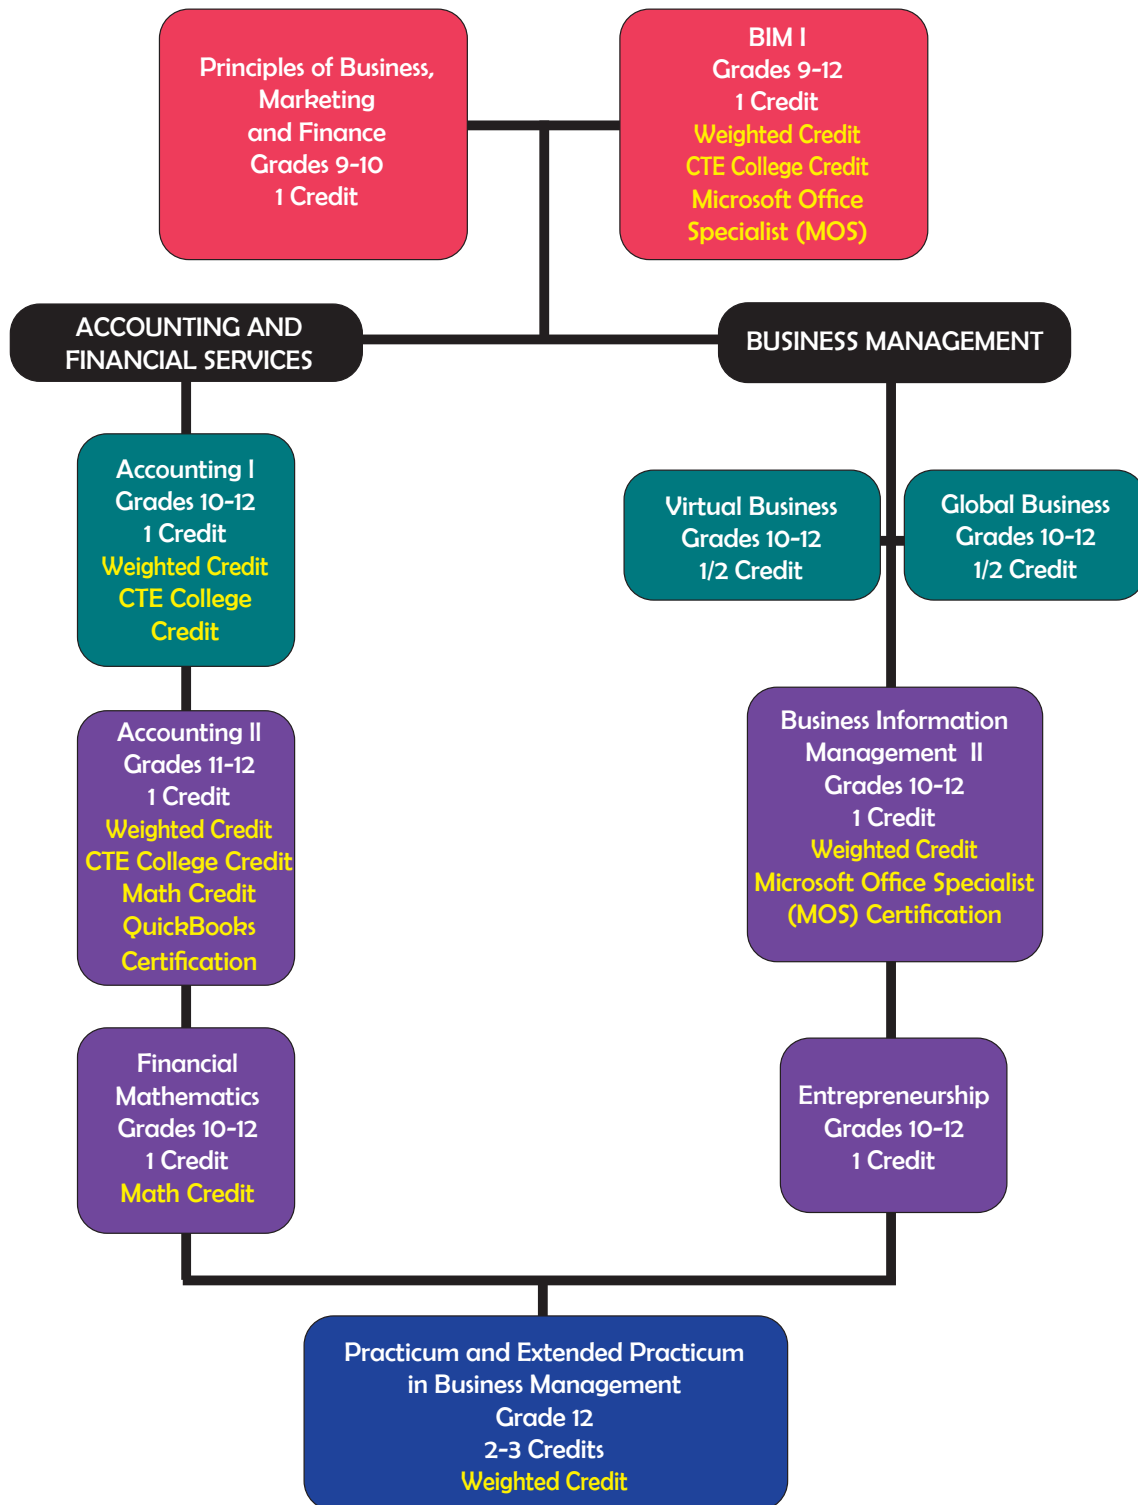 Principles of Business,
Marketing
and Finance
Grades 9-10
1 Credit
BIM I
Grades 9-12
1 Credit
Weighted Credit
CTE College Credit
Microsoft Office
Specialist (MOS)
ACCOUNTING AND
FINANCIAL SERVICES
BUSINESS MANAGEMENT
Accounting I
Grades 10-12
1 Credit
Weighted Credit
CTE College
Credit
Virtual Business
Grades 10-12
1/2 Credit
Global Business
Grades 10-12
1/2 Credit
Accounting II
Grades 11-12
1 Credit
Weighted Credit
CTE College Credit
Math Credit
QuickBooks
Certification
Business Information
Management II
Grades 10-12
1 Credit
Weighted Credit
Microsoft Office Specialist
(MOS) Certification
Financial
Mathematics
Grades 10-12
1 Credit
Math Credit
Entrepreneurship
Grades 10-12
1 Credit
Practicum and Extended Practicum
in Business Management
Grade 12
2-3 Credits
Weighted Credit